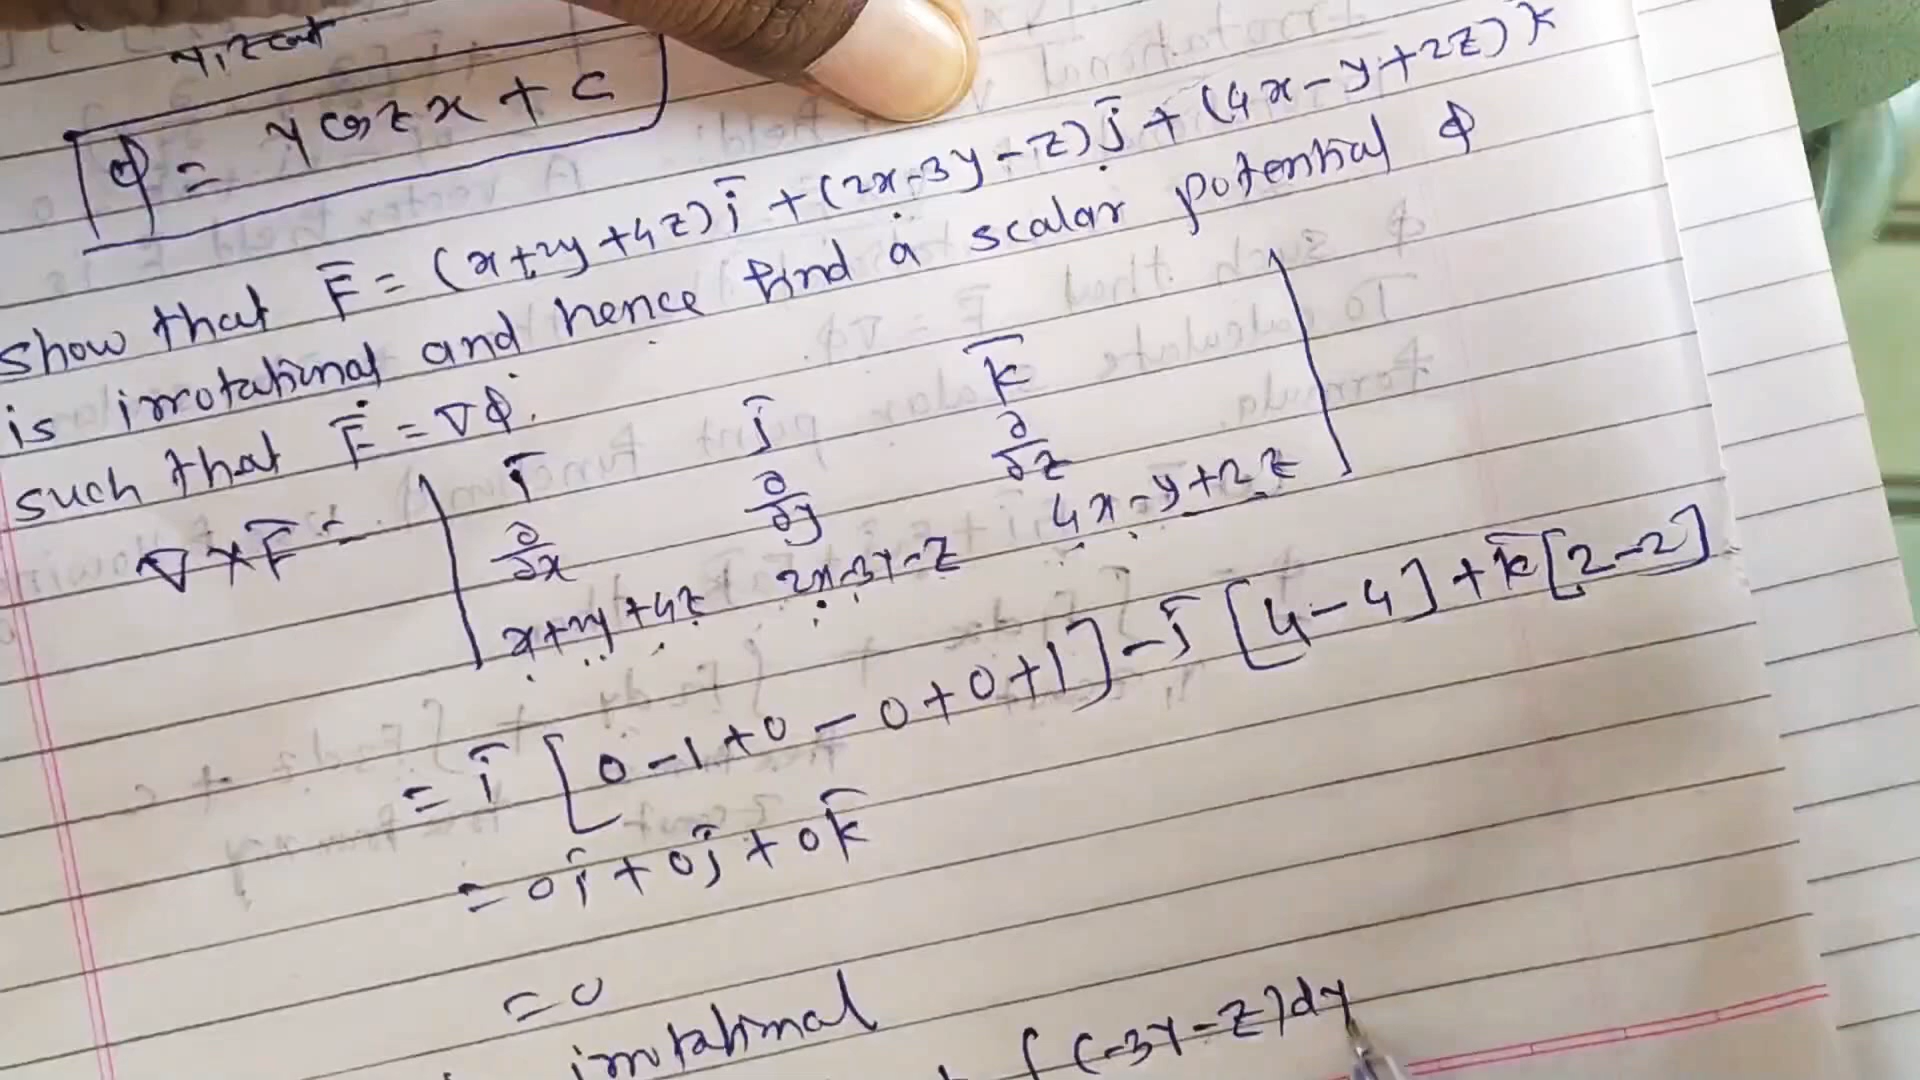 y, z const
φ = y cos z x + c
Show that F̄ = (x+2y+4z)ī + (2x-3y-z)j̄ + (4x-y+2z)k̄
is irrotational and hence find a scalar potential φ
such that F̄ = ∇φ.
∇×F̄ = | ī j̄ k̄ |
∂/∂x ∂/∂y ∂/∂z
x+2y+4z 2x-3y-z 4x-y+2z
= ī [0-1+0-0+0+1] - j̄ [4-4] + k̄ [2-2]
= 0ī + 0j̄ + 0k̄
= 0
irrotational
∫(-3y-z)dy